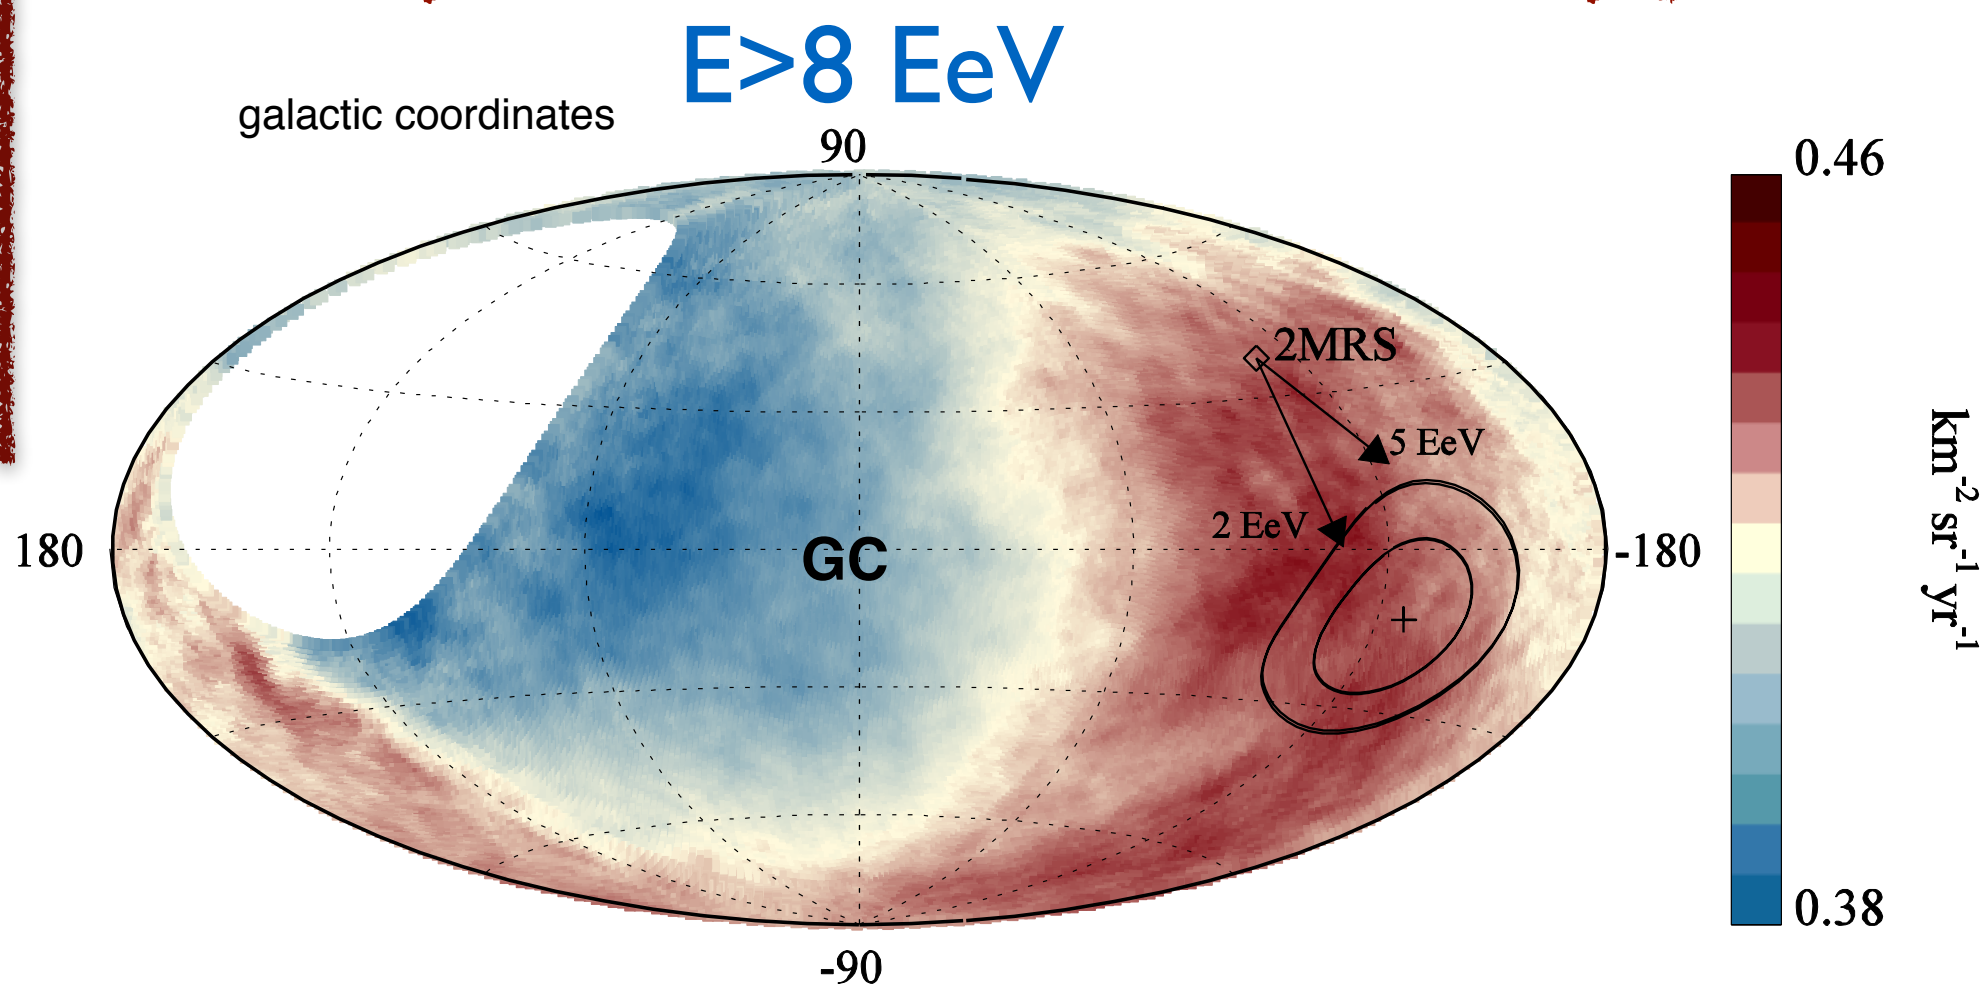 E>8 EeV
galactic coordinates
90
0.46
2MRS
5 EeV
2 EeV
180
GC
-180
km⁻² sr⁻¹ yr⁻¹
0.38
-90